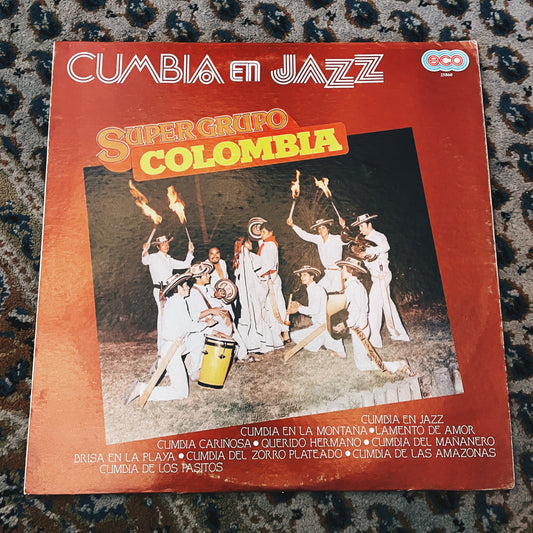 CUMBIA EN JAZZ
eco
25860
SUPER GRUPO
COLOMBIA
CUMBIA EN JAZZ
CUMBIA EN LA MONTAÑA • LAMENTO DE AMOR
CUMBIA CARIÑOSA • QUERIDO HERMANO • CUMBIA DEL MAÑANERO
BRISA EN LA PLAYA • CUMBIA DEL ZORRO PLATEADO • CUMBIA DE LAS AMAZONAS
CUMBIA DE LOS PASITOS